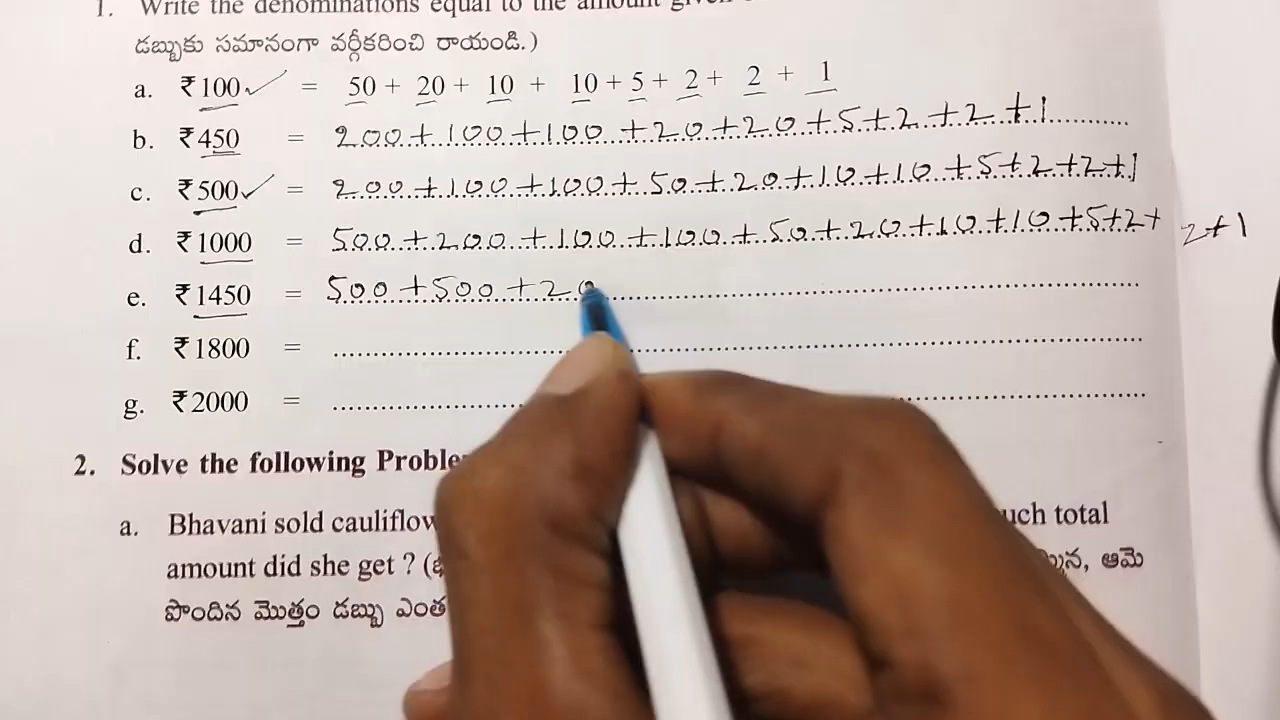 1. Write the denominations equal to the amount given
డబ్బుకు సమానంగా వర్గీకరించి రాయండి.)
a. ₹100 ✓ = 50 + 20 + 10 + 10 + 5 + 2 + 2 + 1
b. ₹450 = 200+100+100+20+20+5+2+2+1
c. ₹500 ✓ = 200+100+100+50+20+10+10+5+2+2+1
d. ₹1000 = 500+200+100+100+50+20+10+10+5+2+2+1
e. ₹1450 = 500+500+20
f. ₹1800 =
g. ₹2000 =
2. Solve the following
a. Bhavani sold total
amount did she get ? ఆమె
పొందిన మొత్తం డబ్బు ఎంత